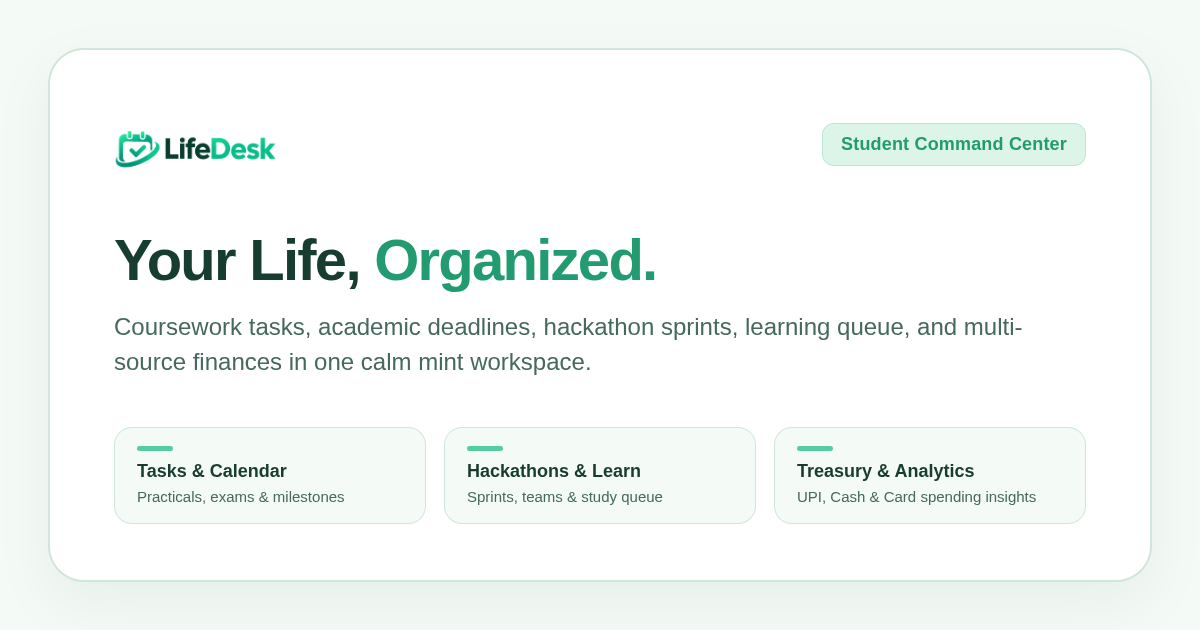 LifeDesk
Student Command Center
Your Life, Organized.
Coursework tasks, academic deadlines, hackathon sprints, learning queue, and multi-
source finances in one calm mint workspace.
Tasks & Calendar
Practicals, exams & milestones
Hackathons & Learn
Sprints, teams & study queue
Treasury & Analytics
UPI, Cash & Card spending insights